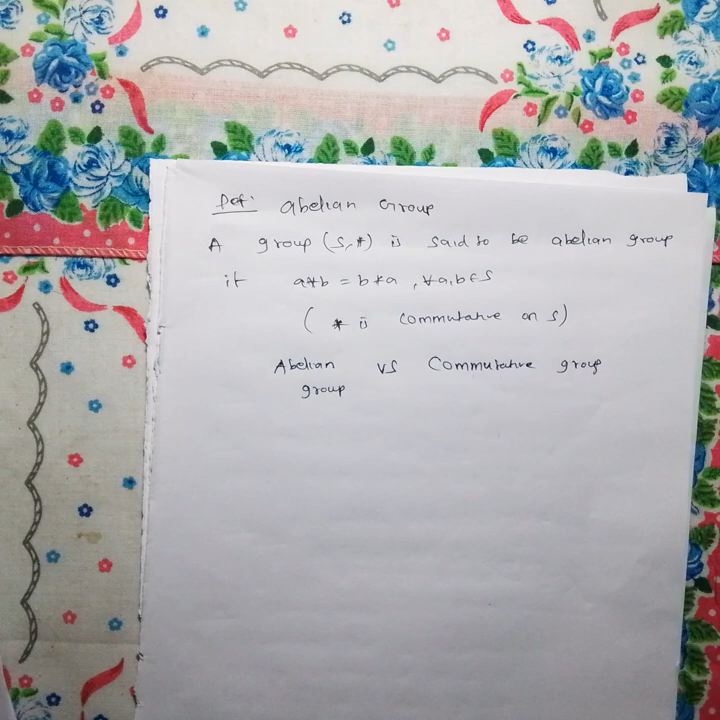 Def: abelian Group
A group (S,*) is said to be abelian group
if a*b = b*a , ∀a,b∈S
( * is commutative on S)
Abelian vs Commutative group
group